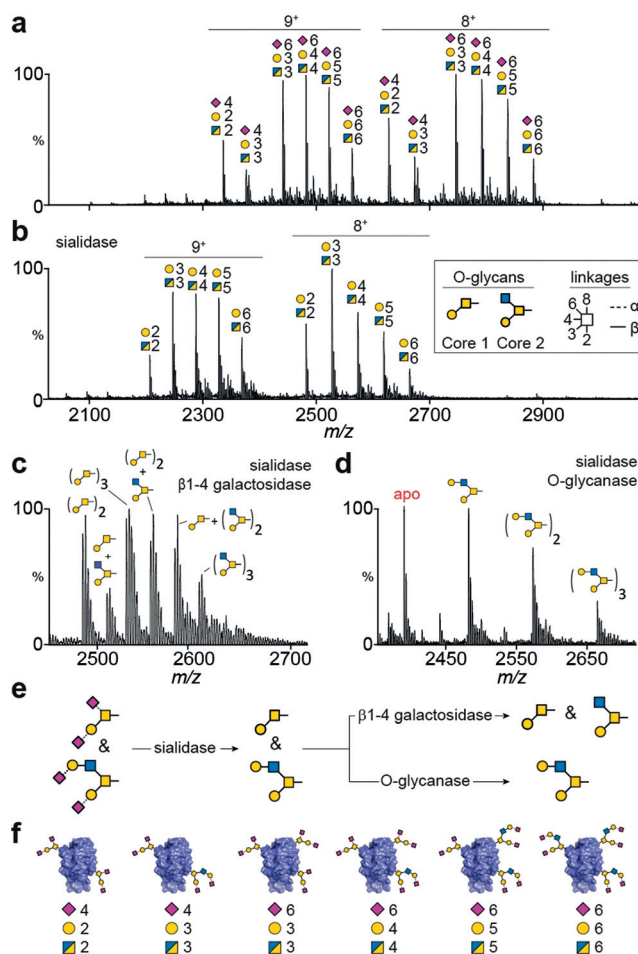 a
9+ 8+
100
%
0
4 2 2
4 3 3
6 3 3
6 4 4
6 5 5
6 6 6
4 2 2
4 3 3
6 3 3
6 4 4
6 5 5
6 6 6
b
sialidase
9+ 8+
100
%
0
2 2
3 3
4 4
5 5
6 6
2 2
3 3
4 4
5 5
6 6
O-glycans linkages
6 8
4
3 2
α
β
Core 1 Core 2
2100 2300 2500 2700 2900
m/z
c
sialidase
β1-4 galactosidase
100
%
0
( )3
( )2
+
( )2
+
+ ( )2
( )3
2500 2600 2700
m/z
d
sialidase
O-glycanase
100
%
0
apo
( )2
( )3
2450 2550 2650
m/z
e
& sialidase &
β1-4 galactosidase &
O-glycanase
f
4 4 6 6 6 6
2 3 3 4 5 6
2 3 3 4 5 6